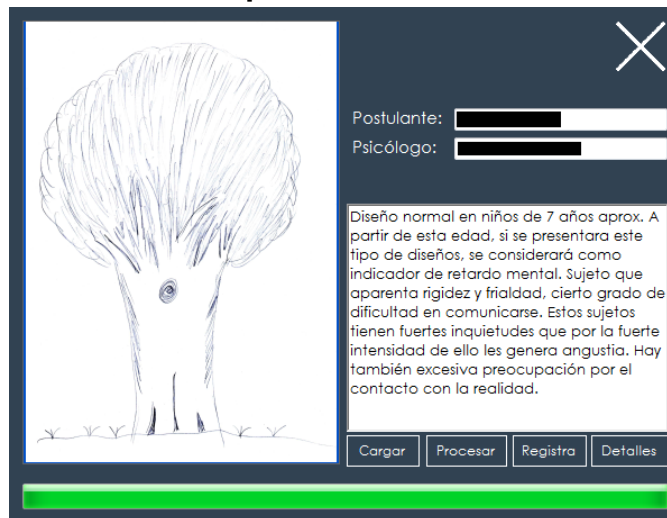 Postulante:
Psicólogo:
Diseño normal en niños de 7 años aprox. A
partir de esta edad, si se presentara este
tipo de diseños, se considerará como
indicador de retardo mental. Sujeto que
aparenta rigidez y frialdad, cierto grado de
dificultad en comunicarse. Estos sujetos
tienen fuertes inquietudes que por la fuerte
intensidad de ello les genera angustia. Hay
también excesiva preocupación por el
contacto con la realidad.
Cargar Procesar Registra Detalles